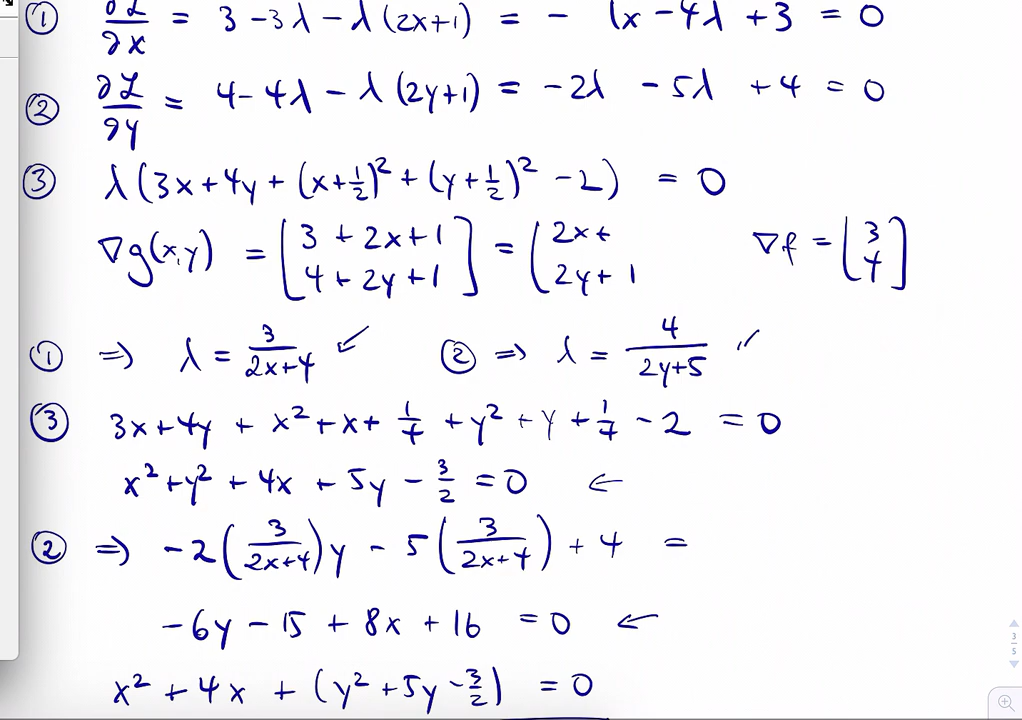 ① ∂ℒ/∂x = 3 - 3λ - λ(2x+1) = - (x - 4λ + 3 = 0
② ∂ℒ/∂y = 4 - 4λ - λ(2y+1) = -2λ - 5λ + 4 = 0
③ λ(3x + 4y + (x+½)² + (y+½)² - 2) = 0
∇g(x,y) = [3 + 2x + 1; 4 + 2y + 1] = [2x + ; 2y + 1 ∇f = [3; 4]
① ⇒ λ = 3/(2x+4) ↙ ② ⇒ λ = 4/(2y+5) //
③ 3x + 4y + x² + x + 1/4 + y² + y + 1/4 - 2 = 0
x² + y² + 4x + 5y - 3/2 = 0 ←
② ⇒ -2(3/(2x+4))y - 5(3/(2x+4)) + 4 =
-6y - 15 + 8x + 16 = 0 ←
x² + 4x + (y² + 5y - 3/2) = 0
3/5